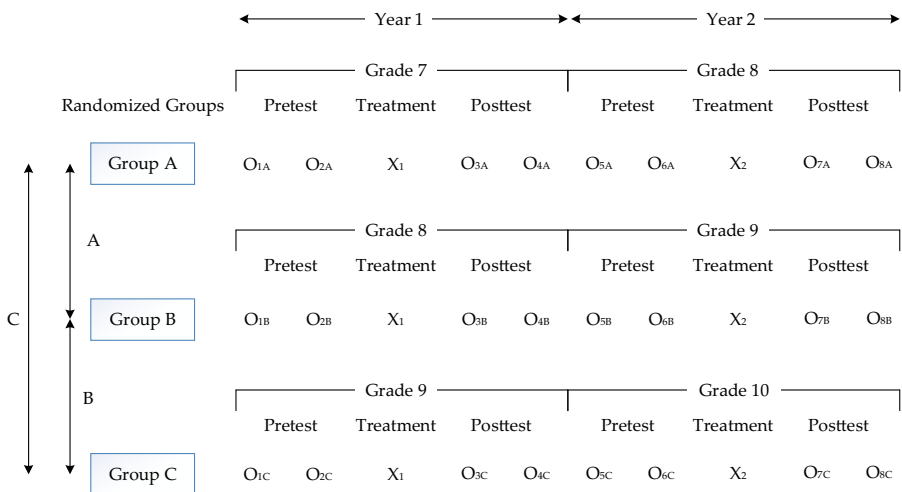 Year 1 Year 2
Grade 7 Grade 8
Randomized Groups Pretest Treatment Posttest Pretest Treatment Posttest
Group A O1A O2A X1 O3A O4A O5A O6A X2 O7A O8A
A
Grade 8 Grade 9
Pretest Treatment Posttest Pretest Treatment Posttest
C Group B O1B O2B X1 O3B O4B O5B O6B X2 O7B O8B
B
Grade 9 Grade 10
Pretest Treatment Posttest Pretest Treatment Posttest
Group C O1C O2C X1 O3C O4C O5C O6C X2 O7C O8C